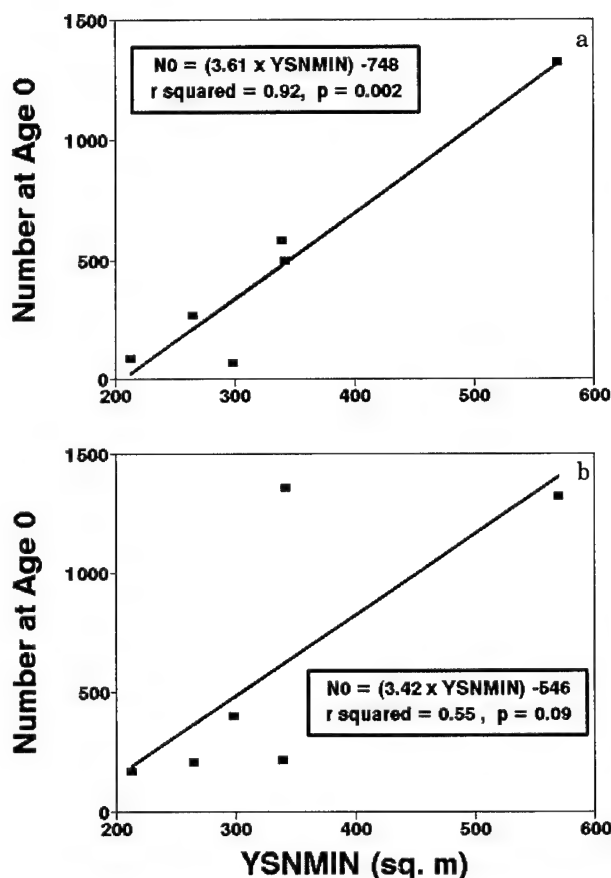 1500
a
N0 = (3.61 x YSNMIN) -748
r squared = 0.92, p = 0.002
1000
Number at Age 0
500
0
200 300 400 500 600
1500
b
1000
Number at Age 0
N0 = (3.42 x YSNMIN) -546
500
r squared = 0.55 , p = 0.09
0
200 300 400 500 600
YSNMIN (sq. m)